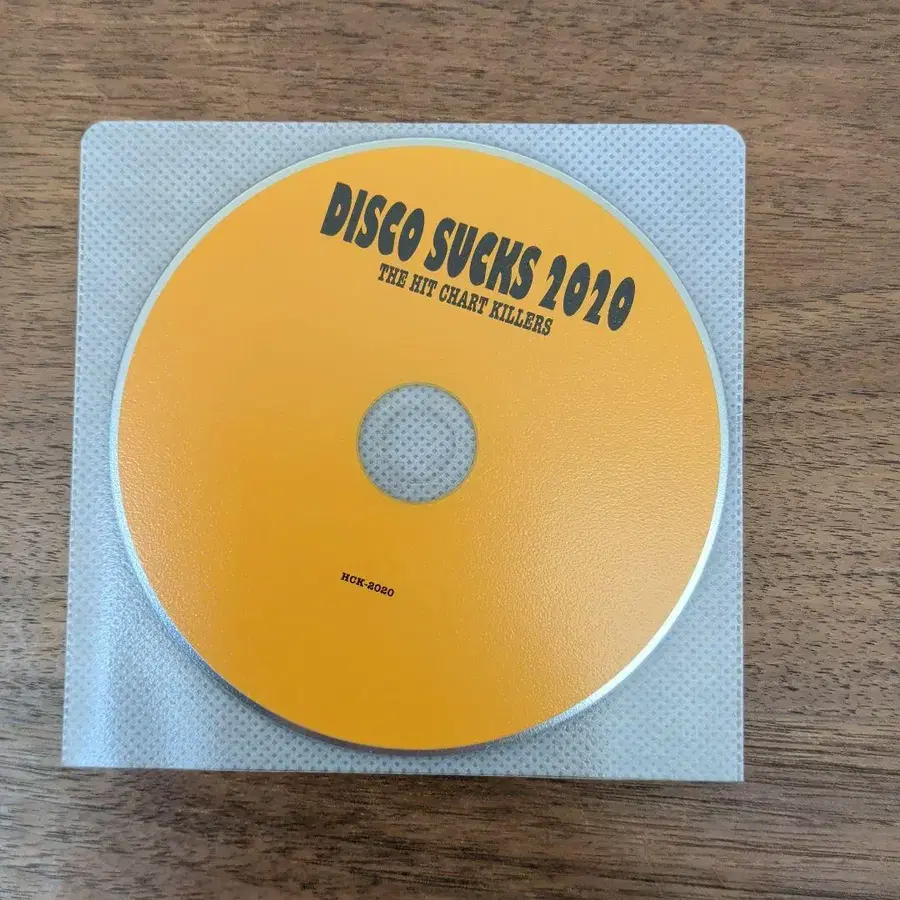 DISCO SUCKS 2020
THE HIT CHART KILLERS
HCK-2020